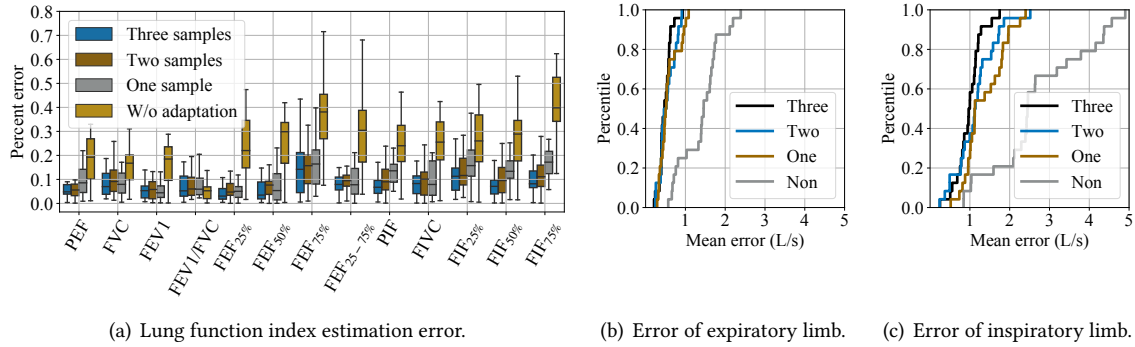 0.8
0.7
0.6
0.5
0.4
0.3
0.2
0.1
0.0
Percent error
Three samples
Two samples
One sample
W/o adaptation
PEF
FVC
FEV1
FEV1/FVC
FEF25%
FEF50%
FEF75%
FEF25−75%
PIF
FIVC
FIF25%
FIF50%
FIF75%
(a) Lung function index estimation error.
1.0
0.8
0.6
0.4
0.2
0.0
Percentile
Three
Two
One
Non
1 2 3 4 5
Mean error (L/s)
(b) Error of expiratory limb.
1.0
0.8
0.6
0.4
0.2
0.0
Percentile
Three
Two
One
Non
1 2 3 4 5
Mean error (L/s)
(c) Error of inspiratory limb.